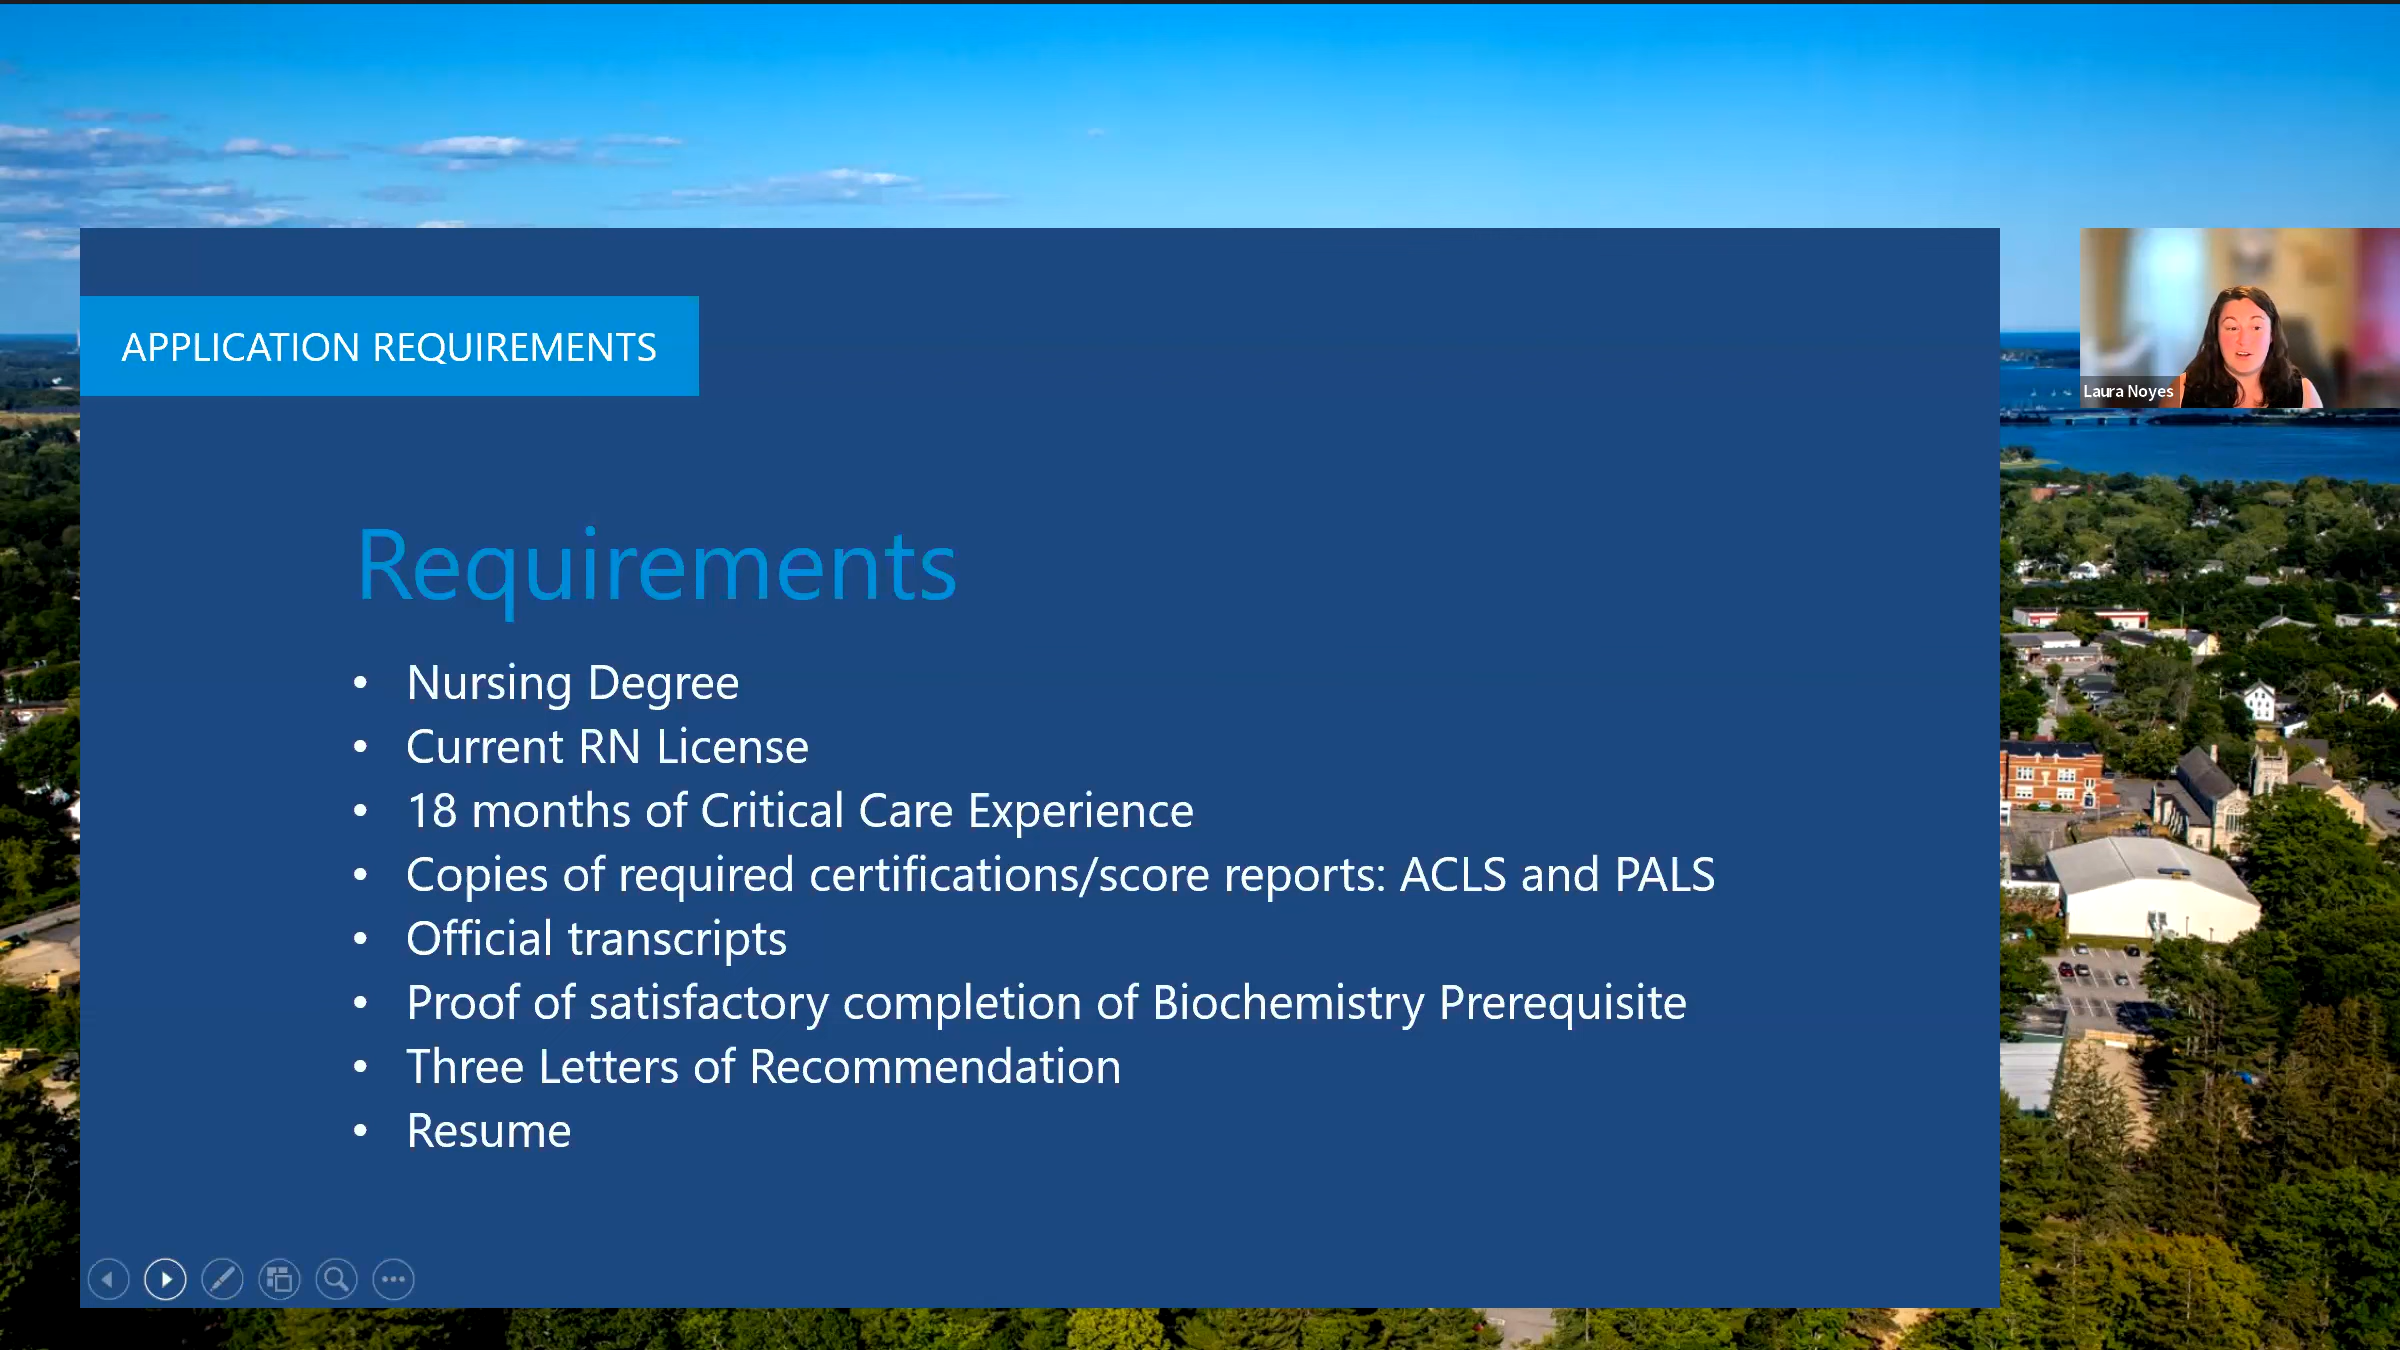 APPLICATION REQUIREMENTS
Laura Noyes
Requirements
• Nursing Degree
• Current RN License
• 18 months of Critical Care Experience
• Copies of required certifications/score reports: ACLS and PALS
• Official transcripts
• Proof of satisfactory completion of Biochemistry Prerequisite
• Three Letters of Recommendation
• Resume